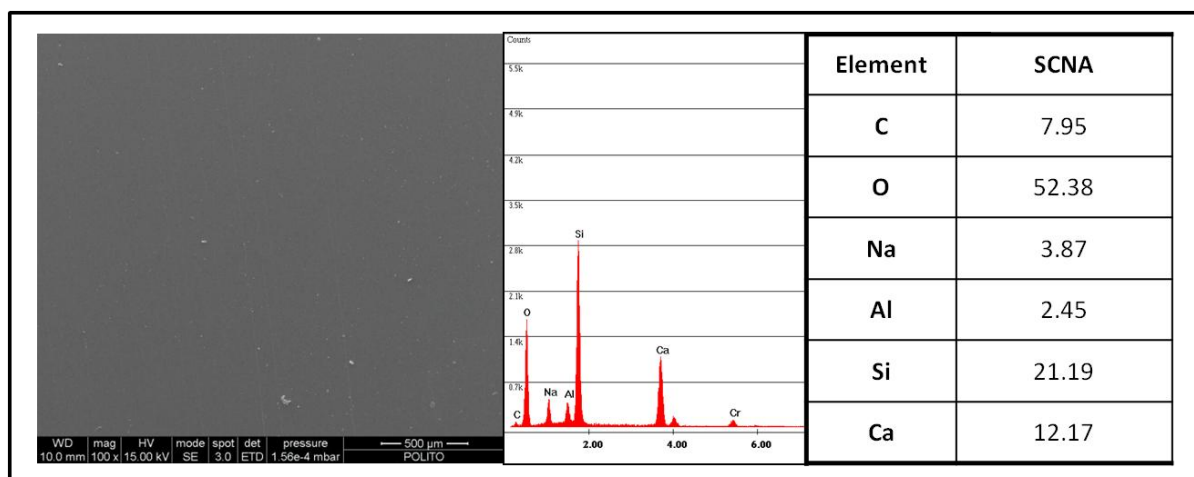 WD mag HV mode spot det pressure 500 µm
10.0 mm 100 x 15.00 kV SE 3.0 ETD 1.56e-4 mbar POLITO
Counts
5.5k
4.9k
4.2k
3.5k
2.8k
2.1k
1.4k
0.7k
C
O
Na
Al
Si
Ca
Cr
2.00 4.00 6.00
Element SCNA
C 7.95
O 52.38
Na 3.87
Al 2.45
Si 21.19
Ca 12.17